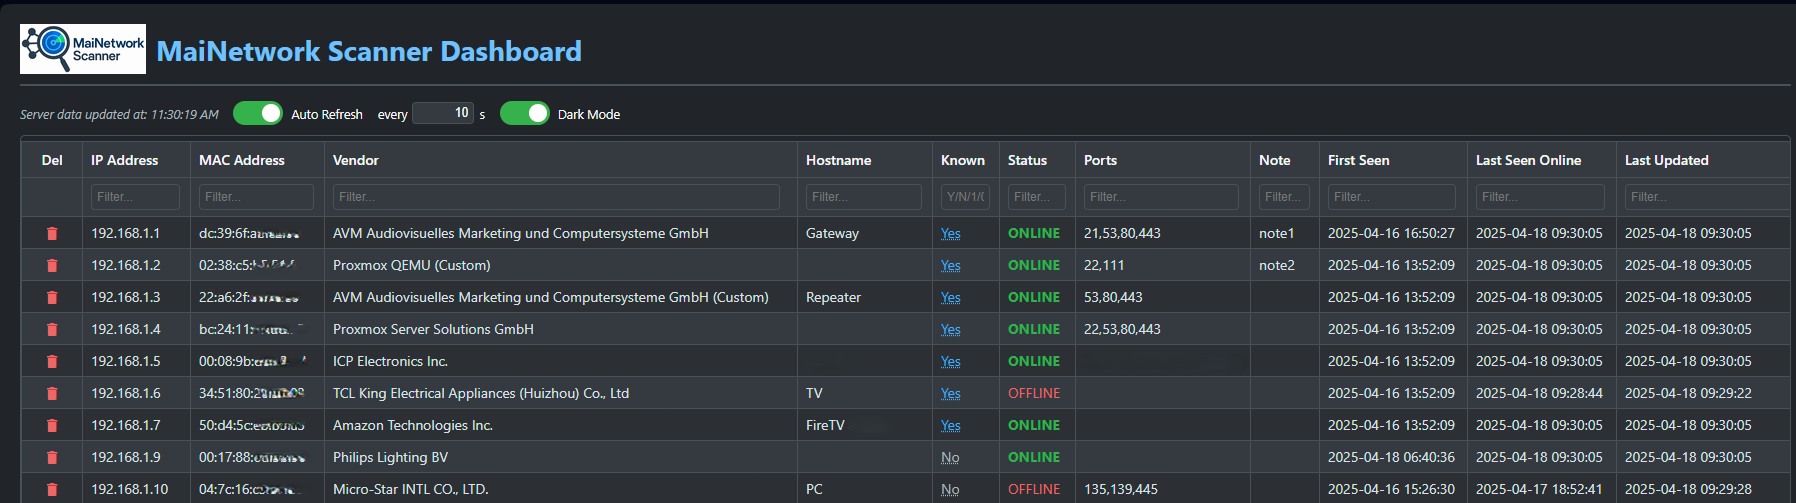 MaiNetwork Scanner
MaiNetwork Scanner Dashboard
Server data updated at: 11:30:19 AM Auto Refresh every 10 s Dark Mode
Del IP Address MAC Address Vendor Hostname Known Status Ports Note First Seen Last Seen Online Last Updated
Filter... Filter... Filter... Filter... Y/N/1/ Filter... Filter... Filter... Filter... Filter... Filter...
192.168.1.1 dc:39:6f: AVM Audiovisuelles Marketing und Computersysteme GmbH Gateway Yes ONLINE 21,53,80,443 note1 2025-04-16 16:50:27 2025-04-18 09:30:05 2025-04-18 09:30:05
192.168.1.2 02:38:c5: Proxmox QEMU (Custom) Yes ONLINE 22,111 note2 2025-04-16 13:52:09 2025-04-18 09:30:05 2025-04-18 09:30:05
192.168.1.3 22:a6:2f: AVM Audiovisuelles Marketing und Computersysteme GmbH (Custom) Repeater Yes ONLINE 53,80,443 2025-04-16 13:52:09 2025-04-18 09:30:05 2025-04-18 09:30:05
192.168.1.4 bc:24:11: Proxmox Server Solutions GmbH Yes ONLINE 22,53,80,443 2025-04-16 13:52:09 2025-04-18 09:30:05 2025-04-18 09:30:05
192.168.1.5 00:08:9b: ICP Electronics Inc. Yes ONLINE 2025-04-16 13:52:09 2025-04-18 09:30:05 2025-04-18 09:30:05
192.168.1.6 34:51:80: TCL King Electrical Appliances (Huizhou) Co., Ltd TV Yes OFFLINE 2025-04-16 13:52:09 2025-04-18 09:28:44 2025-04-18 09:29:22
192.168.1.7 50:d4:5c: Amazon Technologies Inc. FireTV Yes ONLINE 2025-04-16 13:52:09 2025-04-18 09:30:05 2025-04-18 09:30:05
192.168.1.9 00:17:88: Philips Lighting BV No ONLINE 2025-04-18 06:40:36 2025-04-18 09:30:05 2025-04-18 09:30:05
192.168.1.10 04:7c:16: Micro-Star INTL CO., LTD. PC No OFFLINE 135,139,445 2025-04-16 15:26:30 2025-04-17 18:52:41 2025-04-18 09:29:28